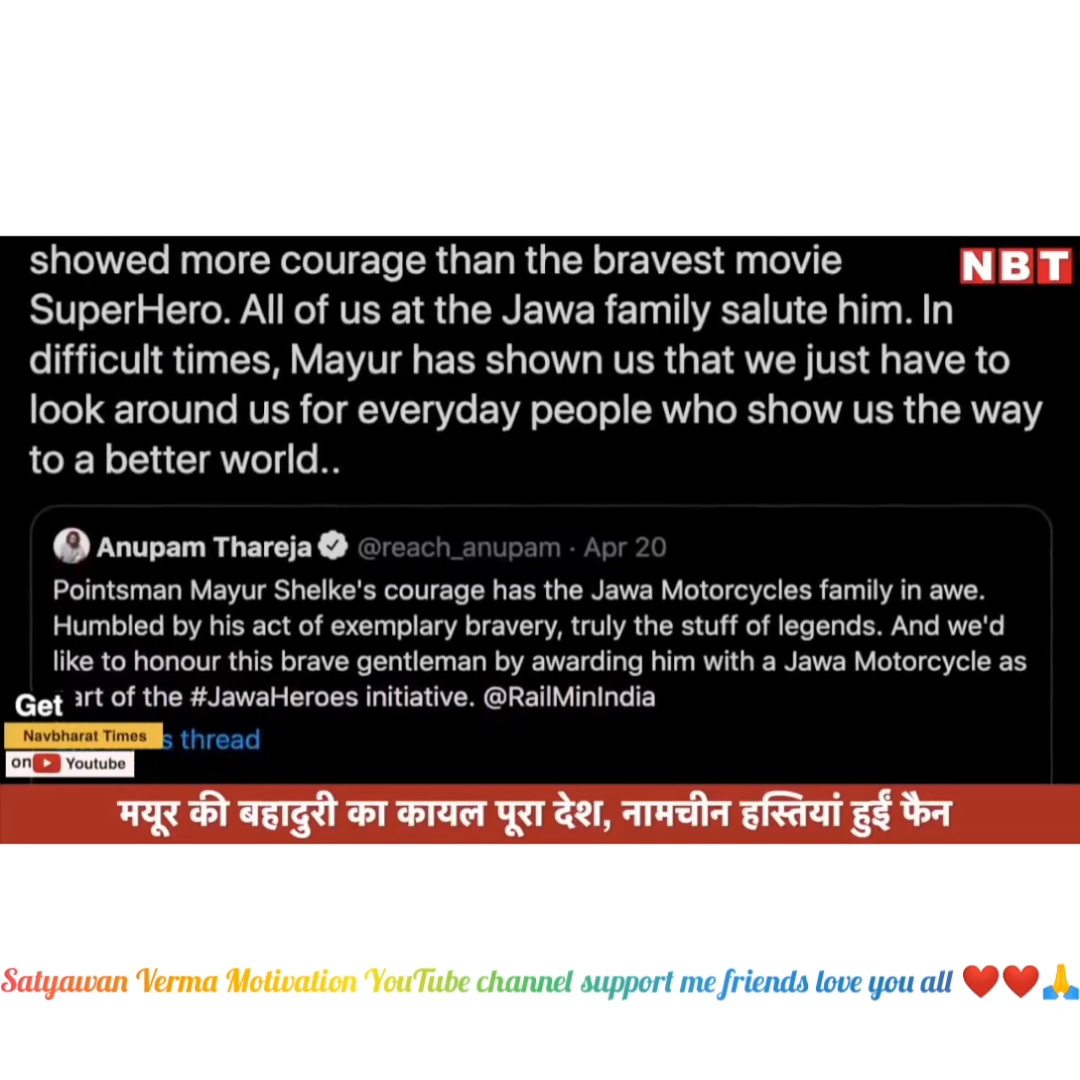 showed more courage than the bravest movie
NBT
SuperHero. All of us at the Jawa family salute him. In
difficult times, Mayur has shown us that we just have to
look around us for everyday people who show us the way
to a better world..
Anupam Thareja @reach_anupam · Apr 20
Pointsman Mayur Shelke's courage has the Jawa Motorcycles family in awe.
Humbled by his act of exemplary bravery, truly the stuff of legends. And we'd
like to honour this brave gentleman by awarding him with a Jawa Motorcycle as
art of the #JawaHeroes initiative. @RailMinIndia
Get
Navbharat Times
s thread
on Youtube
मयूर की बहादुरी का कायल पूरा देश, नामचीन हस्तियां हुईं फैन
Satyawan Verma Motivation YouTube channel support me friends love you all ❤️❤️🙏